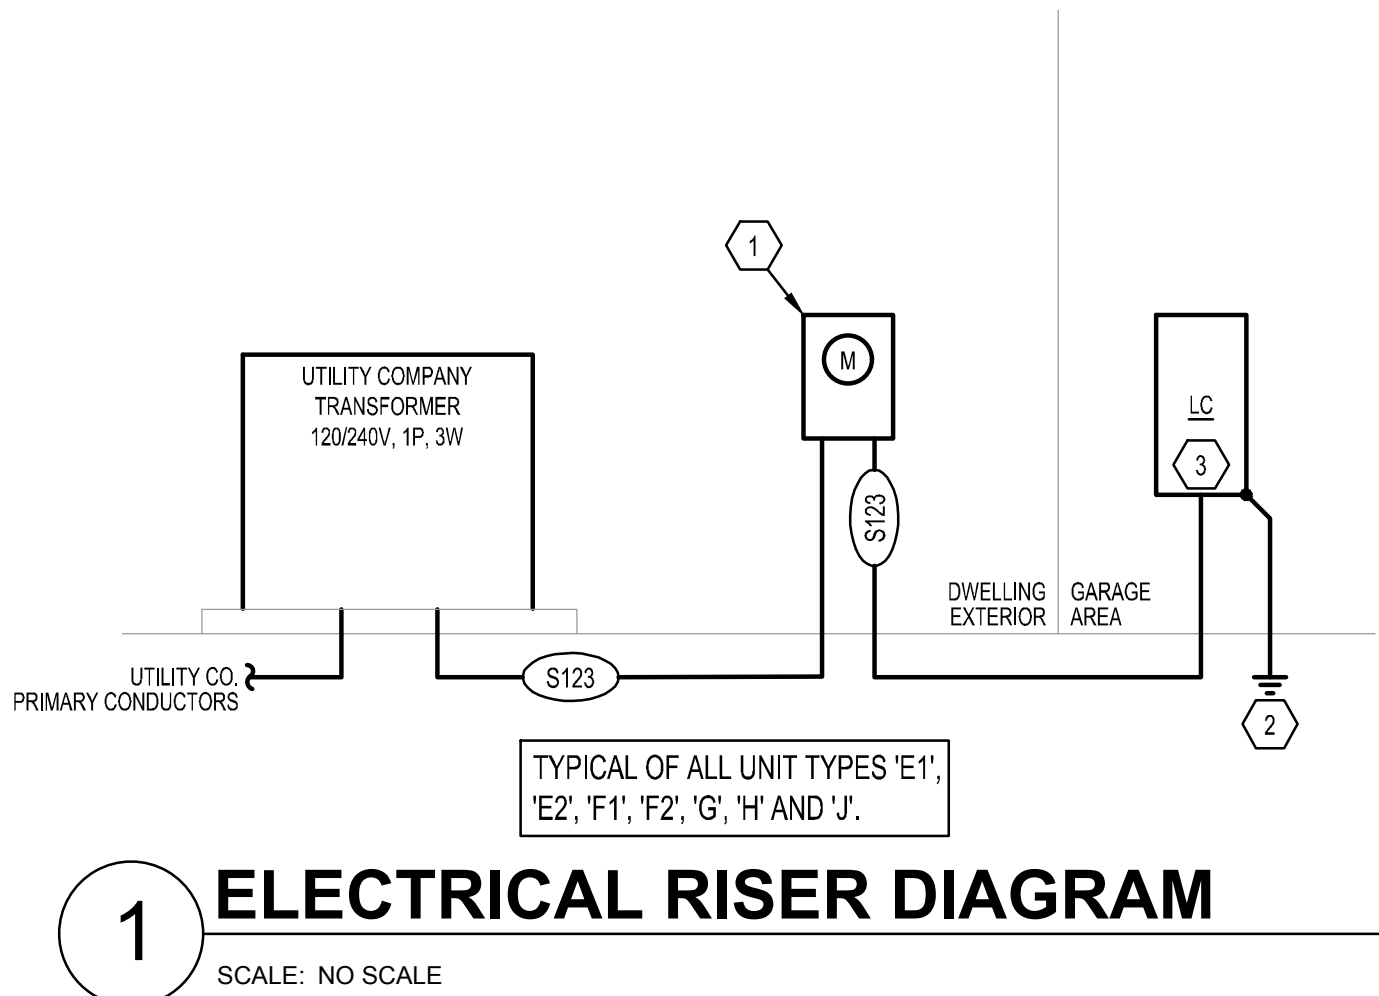 1
M
UTILITY COMPANY
TRANSFORMER
120/240V, 1P, 3W
LC
3
S123
DWELLING
EXTERIOR
GARAGE
AREA
UTILITY CO.
PRIMARY CONDUCTORS
S123
2
TYPICAL OF ALL UNIT TYPES 'E1',
'E2', 'F1', 'F2', 'G', 'H' AND 'J'.
1
ELECTRICAL RISER DIAGRAM
SCALE: NO SCALE